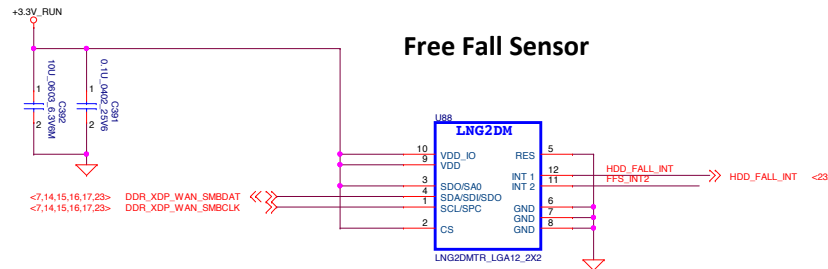 +3.3V_RUN
Free Fall Sensor
1
2
10U_0603_6.3V6M
C392
1
2
0.1U_0402_25V6
C391
U88
LNG2DM
10 VDD_IO
9 VDD
3 SDO/SA0
<7,14,15,16,17,23> DDR_XDP_WAN_SMBDAT 4 SDA/SDI/SDO
<7,14,15,16,17,23> DDR_XDP_WAN_SMBCLK 1 SCL/SPC
2 CS
RES 5
INT 1 12 HDD_FALL_INT HDD_FALL_INT <23
INT 2 11 FFS_INT2
GND 6
GND 7
GND 8
LNG2DMTR_LGA12_2X2